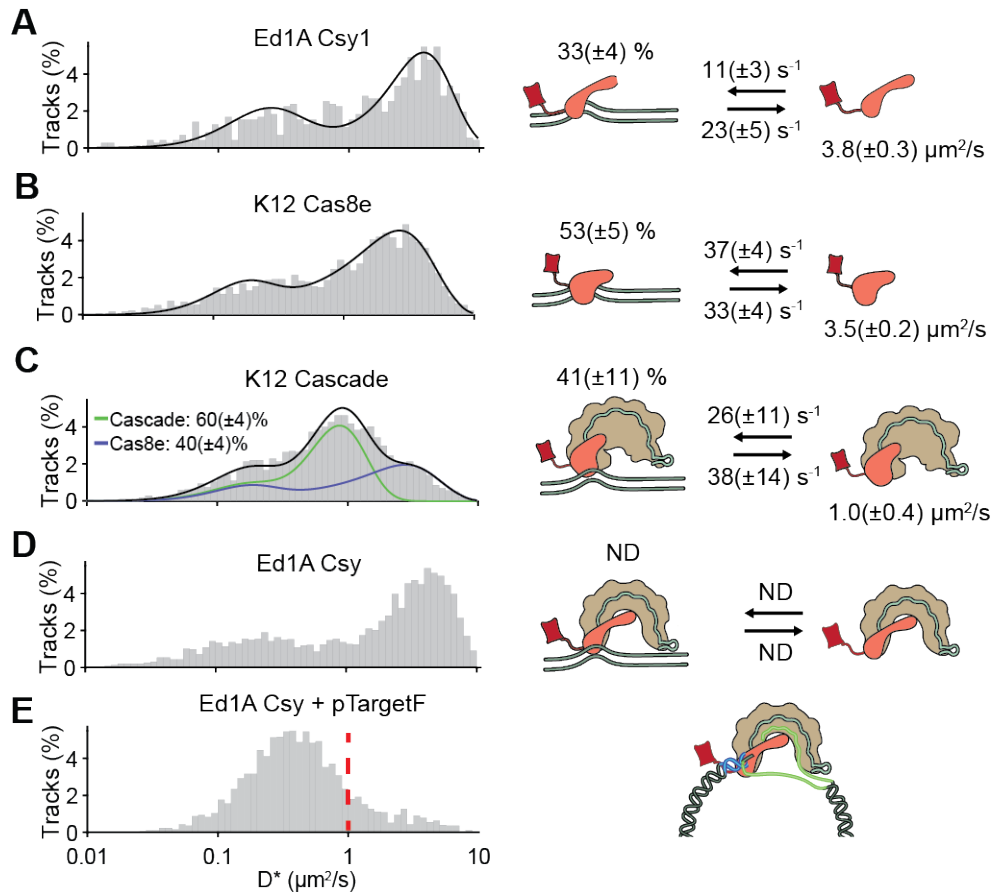 A
Ed1A Csy1
Tracks (%)
4
2
0
33(±4) %
11(±3) s⁻¹
23(±5) s⁻¹
3.8(±0.3) µm²/s
B
K12 Cas8e
Tracks (%)
4
2
0
53(±5) %
37(±4) s⁻¹
33(±4) s⁻¹
3.5(±0.2) µm²/s
C
K12 Cascade
Tracks (%)
4
2
0
Cascade: 60(±4)%
Cas8e: 40(±4)%
41(±11) %
26(±11) s⁻¹
38(±14) s⁻¹
1.0(±0.4) µm²/s
D
Ed1A Csy
Tracks (%)
4
2
0
ND
ND
ND
E
Ed1A Csy + pTargetF
Tracks (%)
4
2
0
0.01 0.1 1 10
D* (µm²/s)